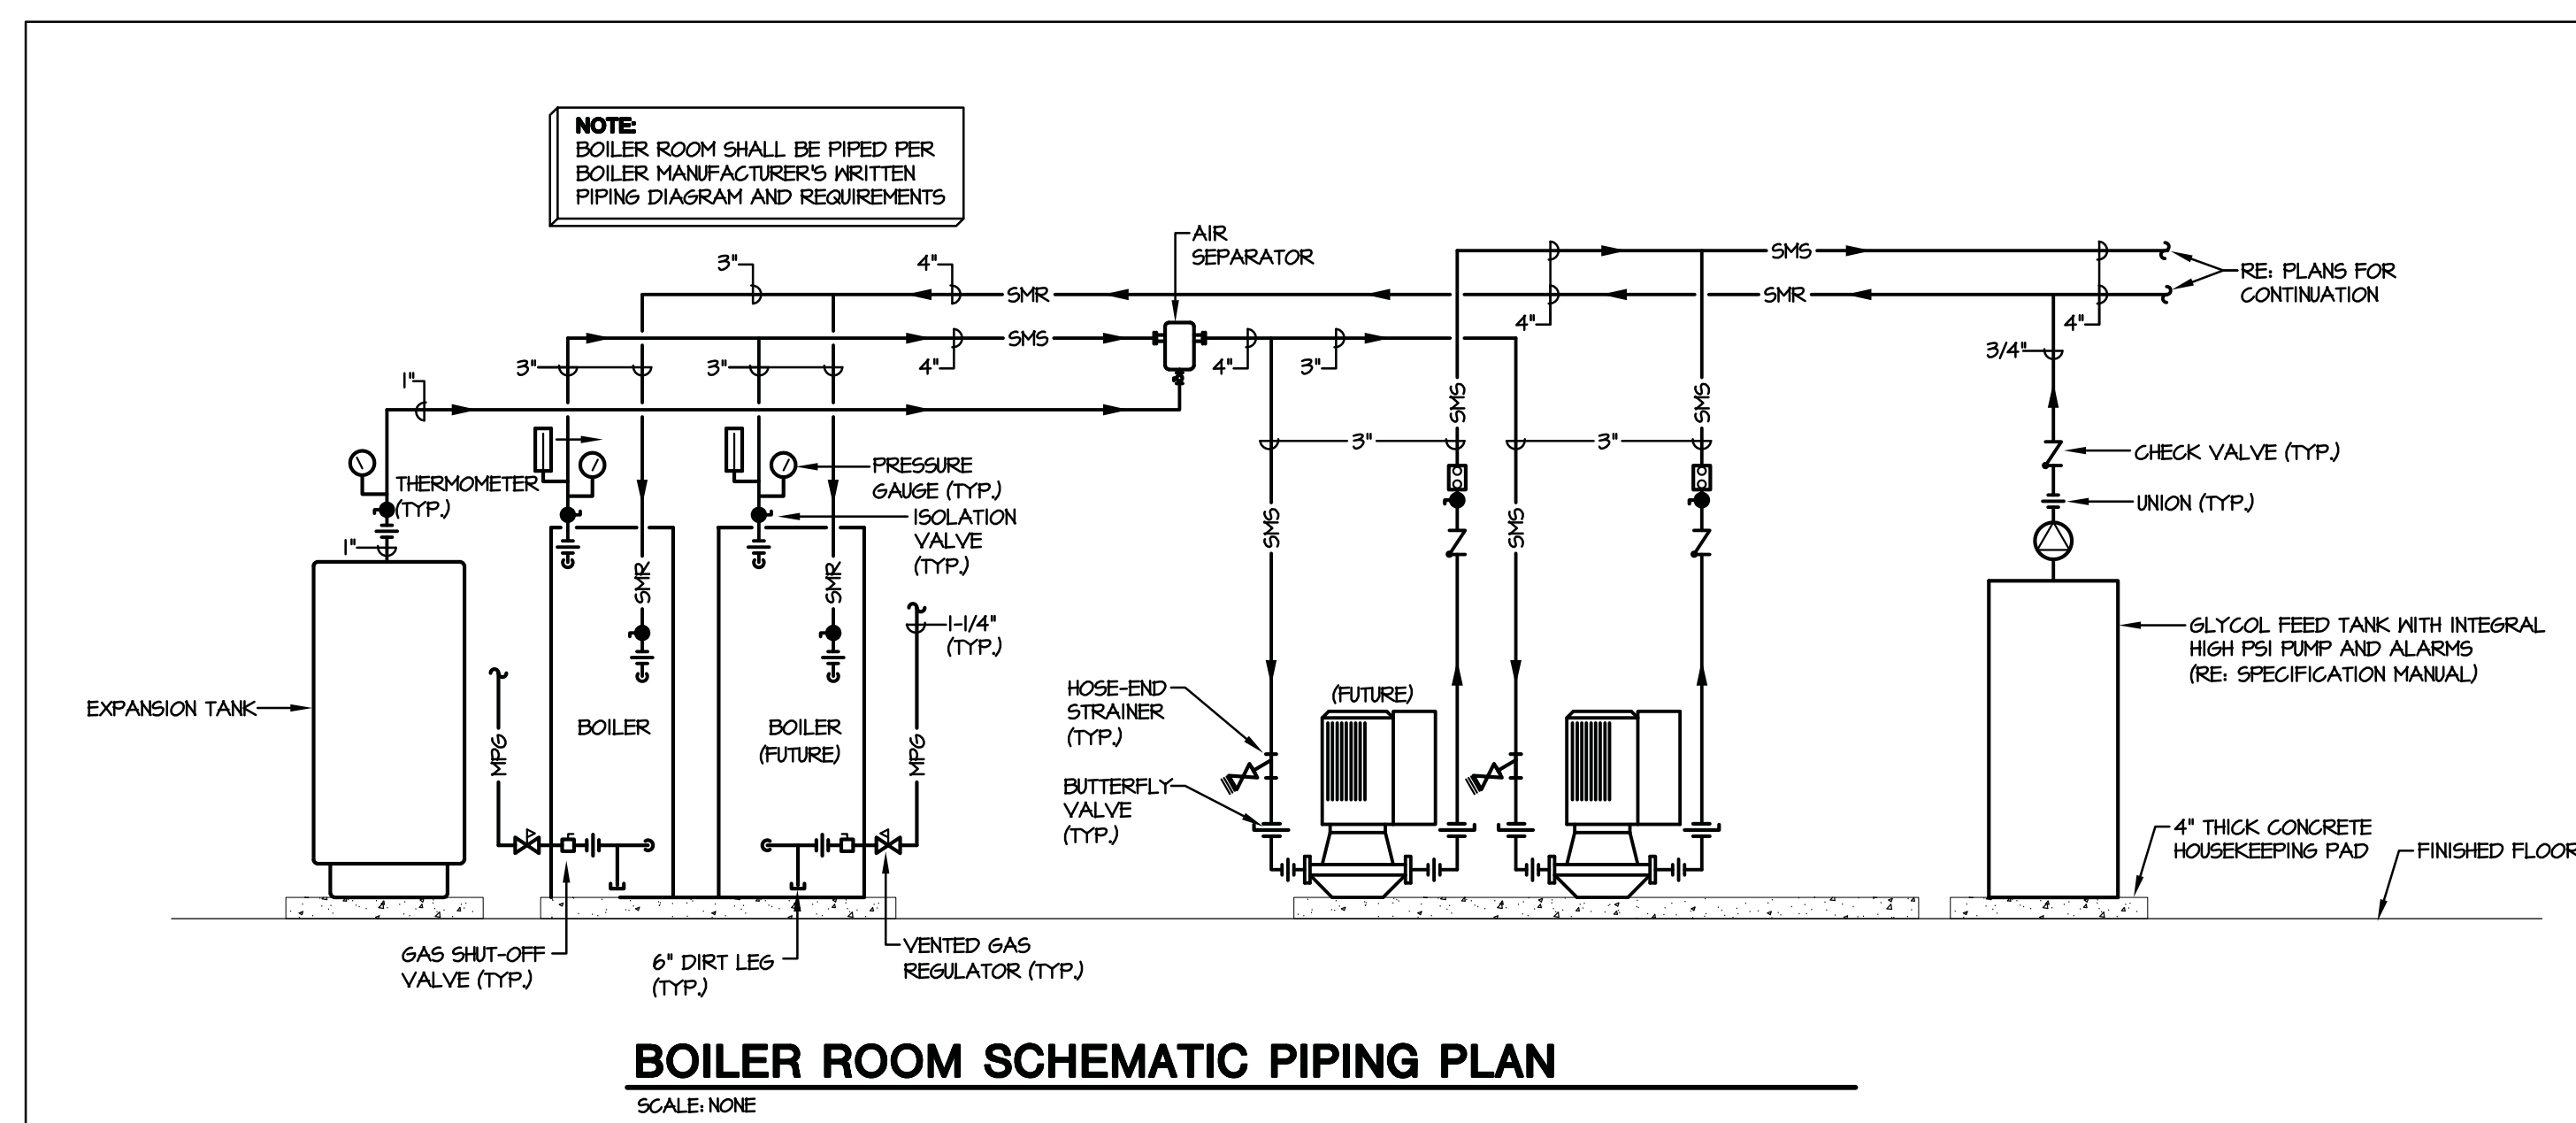 NOTE:
BOILER ROOM SHALL BE PIPED PER
BOILER MANUFACTURER'S WRITTEN
PIPING DIAGRAM AND REQUIREMENTS
AIR
SEPARATOR
3"
4"
SMS
SMR
SMR
RE: PLANS FOR
CONTINUATION
4"
4"
SMS
3"
3"
4"
4"
3"
3/4"
1"
SMS
SMS
3"
3"
THERMOMETER
(TYP.)
PRESSURE
GAUGE (TYP.)
ISOLATION
VALVE
(TYP.)
CHECK VALVE (TYP.)
UNION (TYP.)
1"
SMS
SMS
SMR
SMR
1-1/4"
(TYP.)
GLYCOL FEED TANK WITH INTEGRAL
HIGH PSI PUMP AND ALARMS
(RE: SPECIFICATION MANUAL)
EXPANSION TANK
BOILER
BOILER
(FUTURE)
MPG
MPG
HOSE-END
STRAINER
(TYP.)
(FUTURE)
BUTTERFLY
VALVE
(TYP.)
4" THICK CONCRETE
HOUSEKEEPING PAD
FINISHED FLOOR
GAS SHUT-OFF
VALVE (TYP.)
6" DIRT LEG
(TYP.)
VENTED GAS
REGULATOR (TYP.)
BOILER ROOM SCHEMATIC PIPING PLAN
SCALE: NONE